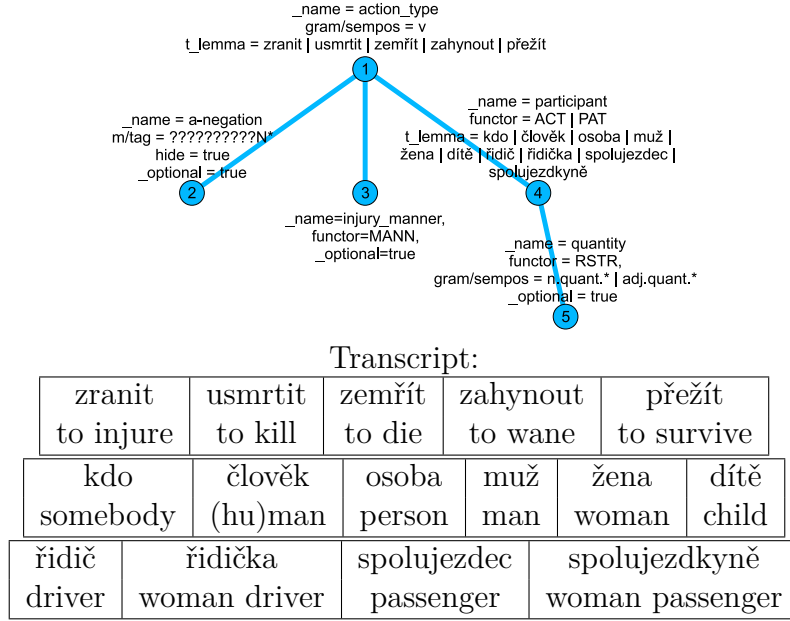 _name = action_type
gram/sempos = v
t_lemma = zranit | usmrtit | zemřít | zahynout | přežít
1
_name = a-negation
m/tag = ??????????N*
hide = true
_optional = true
2
3
_name=injury_manner,
functor=MANN,
_optional=true
_name = participant
functor = ACT | PAT
t_lemma = kdo | člověk | osoba | muž |
žena | dítě | řidič | řidička | spolujezdec |
spolujezdkyně
4
_name = quantity
functor = RSTR,
gram/sempos = n.quant.* | adj.quant.*
_optional = true
5
Transcript:
zranit usmrtit zemřít zahynout přežít
to injure to kill to die to wane to survive
kdo člověk osoba muž žena dítě
somebody (hu)man person man woman child
řidič řidička spolujezdec spolujezdkyně
driver woman driver passenger woman passenger